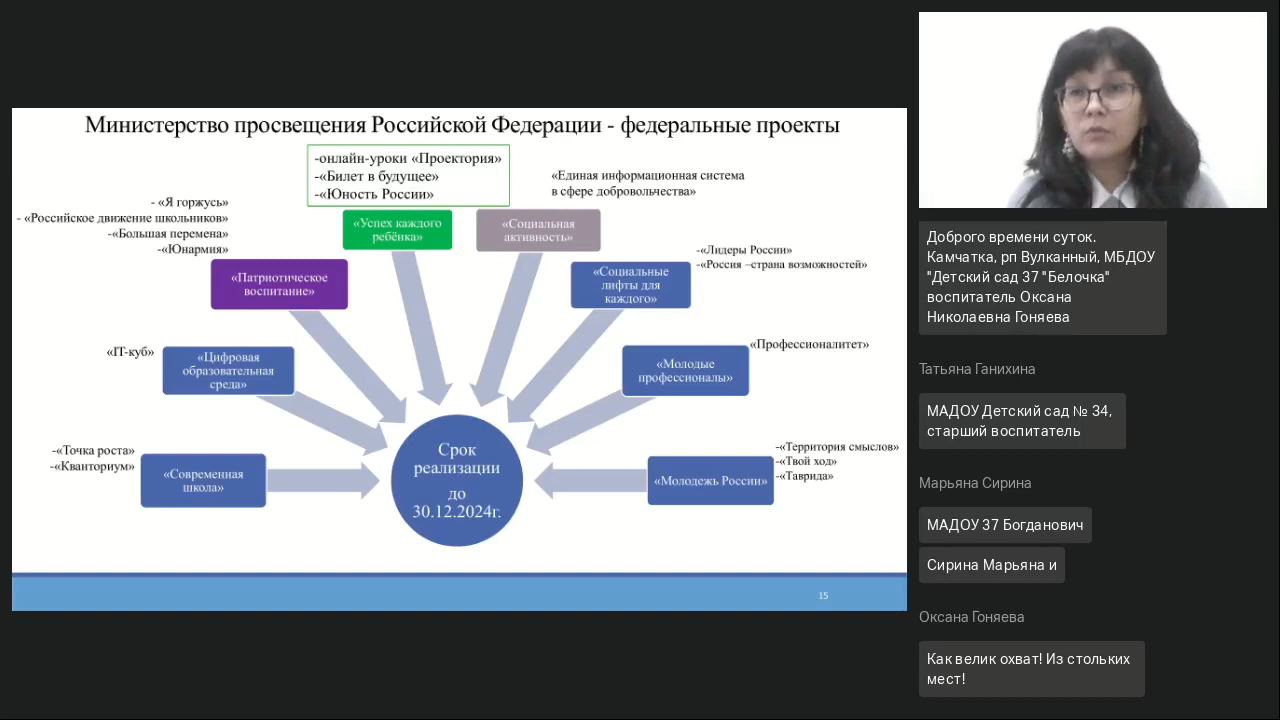 Министерство просвещения Российской Федерации - федеральные проекты
-онлайн-уроки «Проектория»
-«Билет в будущее»
-«Юность России»
«Единая информационная система
в сфере добровольчества»
- «Я горжусь»
- «Российское движение школьников»
-«Большая перемена»
-«Юнармия»
«Успех каждого
ребёнка»
«Социальная
активность»
-«Лидеры России»
-«Россия –страна возможностей»
«Патриотическое
воспитание»
«Социальные
лифты для
каждого»
«IT-куб»
«Цифровая
образовательная
среда»
«Молодые
профессионалы»
«Профессионалитет»
-«Точка роста»
-«Кванториум»
«Современная
школа»
Срок
реализации
до
30.12.2024г.
«Молодежь России»
-«Территория смыслов»
-«Твой ход»
-«Таврида»
15
Доброго времени суток.
Камчатка, рп Вулканный, МБДОУ
"Детский сад 37 "Белочка"
воспитатель Оксана
Николаевна Гоняева
Татьяна Ганихина
МАДОУ Детский сад № 34,
старший воспитатель
Марьяна Сирина
МАДОУ 37 Богданович
Сирина Марьяна и
Оксана Гоняева
Как велик охват! Из стольких
мест!